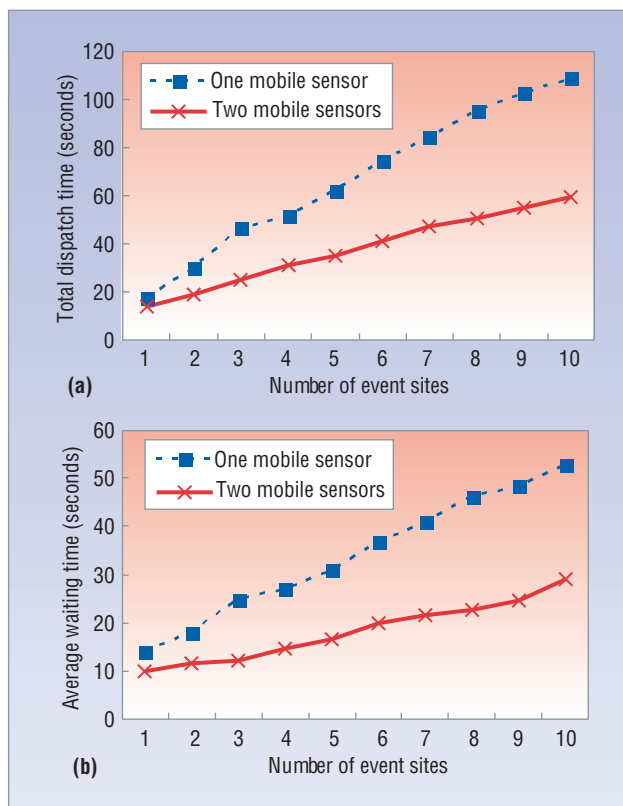 120
100
80
60
40
20
0
Total dispatch time (seconds)
One mobile sensor
Two mobile sensors
1 2 3 4 5 6 7 8 9 10
(a)
Number of event sites
60
50
40
30
20
10
0
Average waiting time (seconds)
One mobile sensor
Two mobile sensors
1 2 3 4 5 6 7 8 9 10
(b)
Number of event sites